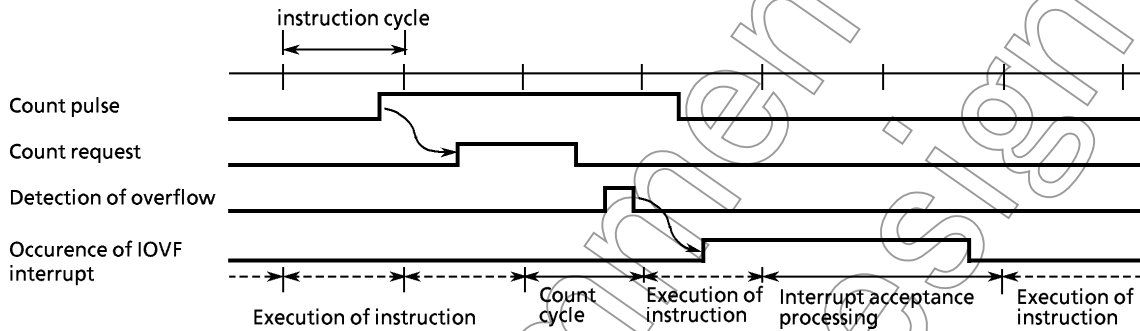 instruction cycle
Count pulse
Count request
Detection of overflow
Occurence of IOVF
interrupt
Execution of instruction
Count
cycle
Execution of
instruction
Interrupt acceptance
processing
Execution of
instruction